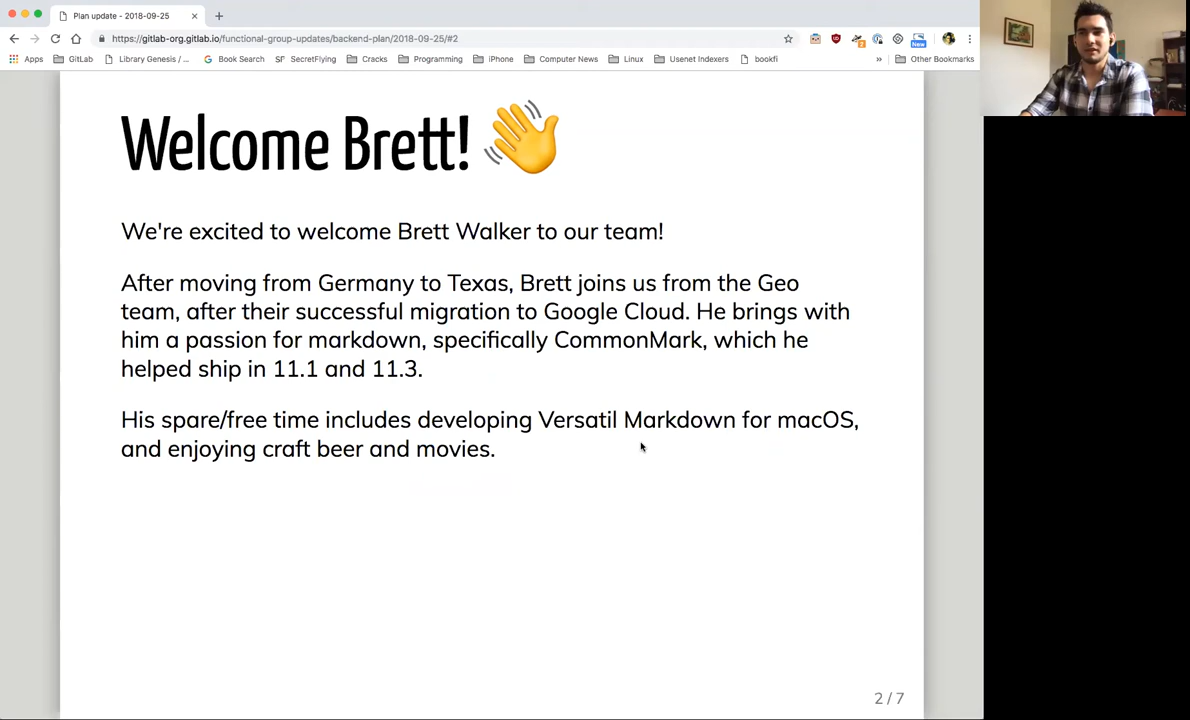 Plan update - 2018-09-25
https://gitlab-org.gitlab.io/functional-group-updates/backend-plan/2018-09-25/#2
New
Apps GitLab Library Genesis / ... Book Search SecretFlying Cracks Programming iPhone Computer News Linux Usenet Indexers bookfi » Other Bookmarks
Welcome Brett! 👋
We're excited to welcome Brett Walker to our team!
After moving from Germany to Texas, Brett joins us from the Geo
team, after their successful migration to Google Cloud. He brings with
him a passion for markdown, specifically CommonMark, which he
helped ship in 11.1 and 11.3.
His spare/free time includes developing Versatil Markdown for macOS,
and enjoying craft beer and movies.
2 / 7